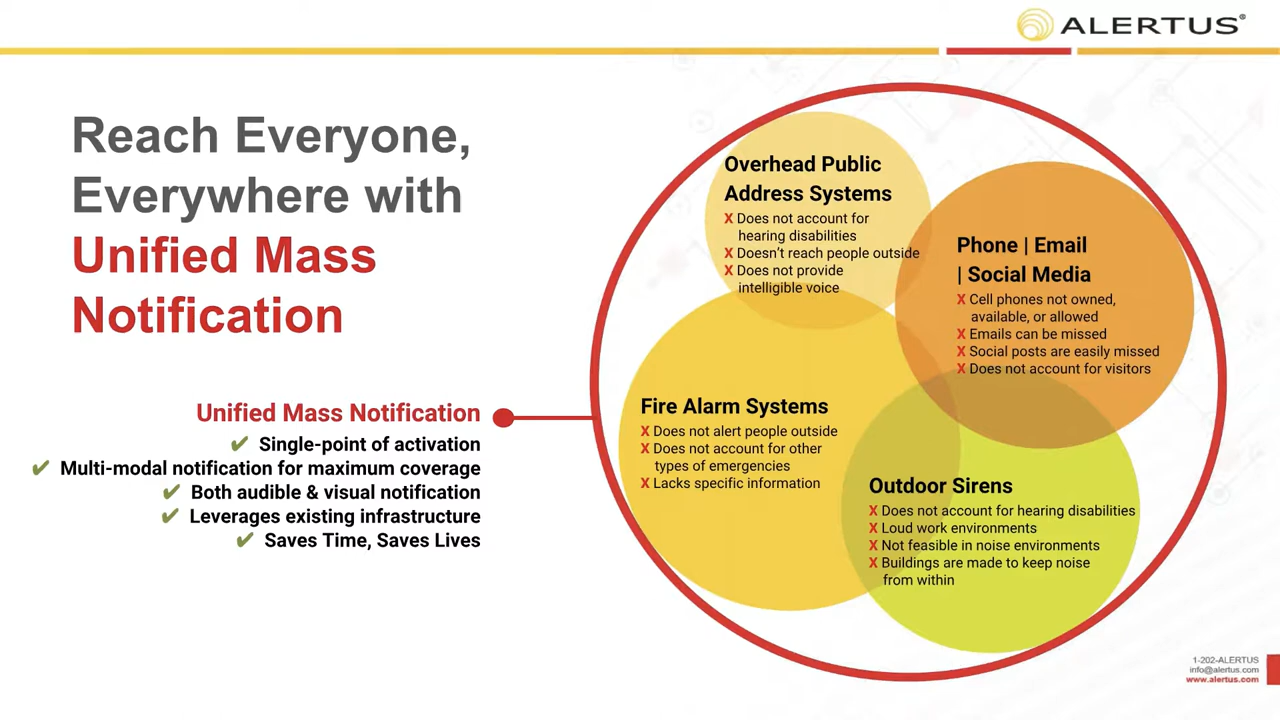 ALERTUS®
Reach Everyone,
Everywhere with
Unified Mass
Notification
Unified Mass Notification
✔ Single-point of activation
✔ Multi-modal notification for maximum coverage
✔ Both audible & visual notification
✔ Leverages existing infrastructure
✔ Saves Time, Saves Lives
Overhead Public
Address Systems
X Does not account for
hearing disabilities
X Doesn't reach people outside
X Does not provide
intelligible voice
Phone | Email
| Social Media
X Cell phones not owned,
available, or allowed
X Emails can be missed
X Social posts are easily missed
X Does not account for visitors
Fire Alarm Systems
X Does not alert people outside
X Does not account for other
types of emergencies
X Lacks specific information
Outdoor Sirens
X Does not account for hearing disabilities
X Loud work environments
X Not feasible in noise environments
X Buildings are made to keep noise
from within
1-202-ALERTUS
info@alertus.com
www.alertus.com